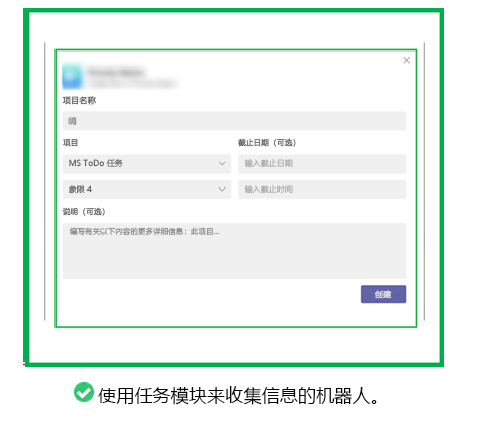 项目名称
嗨
项目 截止日期（可选）
MS ToDo 任务 输入截止日期
象限 4 输入截止时间
说明（可选）
编写有关以下内容的更多详细信息：此项目...
创建
使用任务模块来收集信息的机器人。